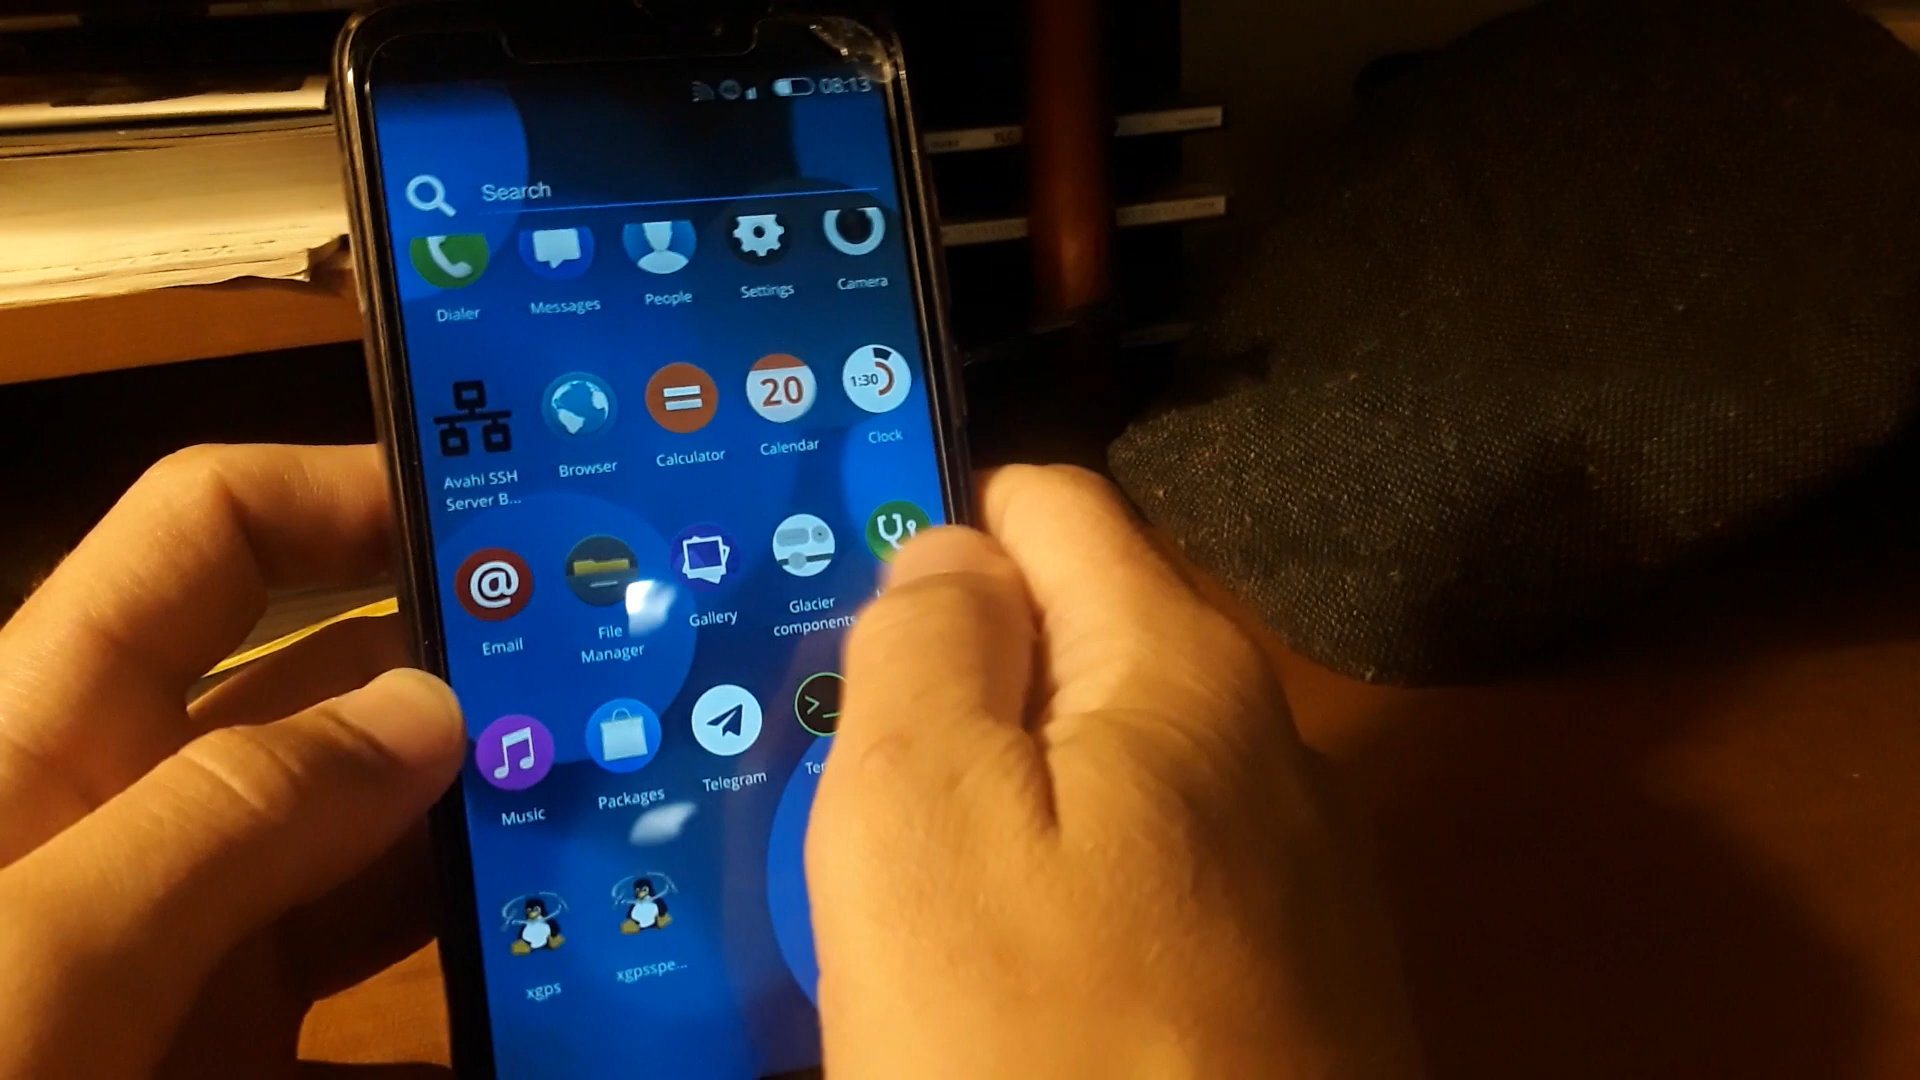 08:13
Search
Dialer
Messages
People
Settings
Camera
20
1:30
Avahi SSH
Server B...
Browser
Calculator
Calendar
Clock
@
Email
File
Manager
Gallery
Glacier
components
>_
Music
Packages
Telegram
Ter
xgps
xgpsspe...